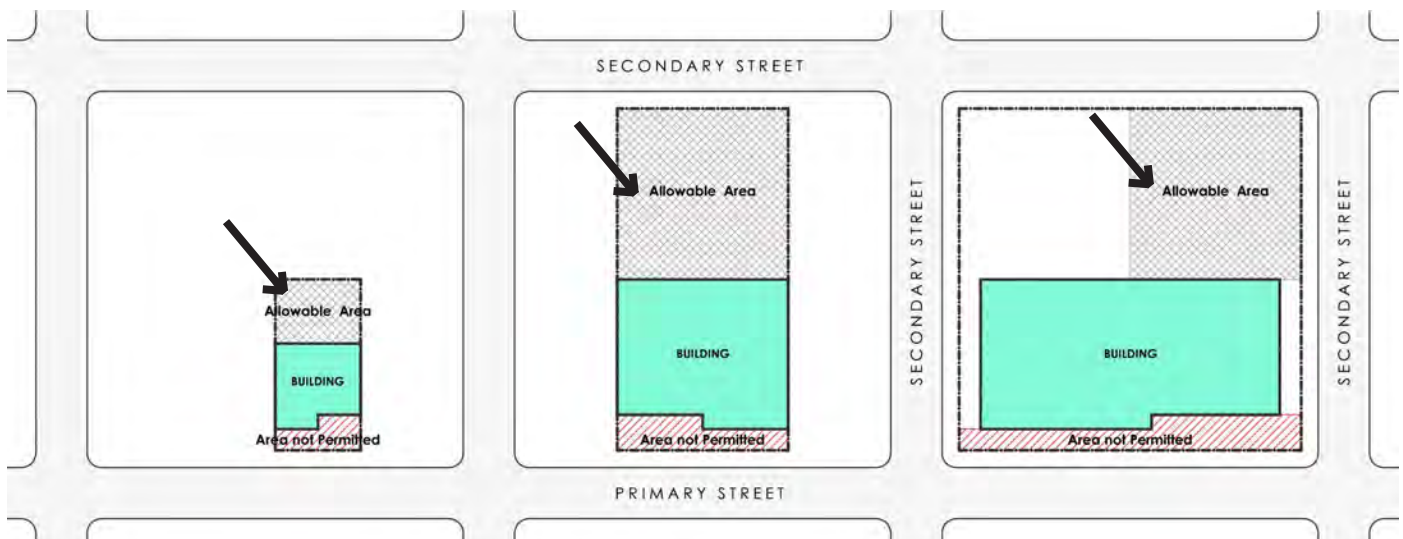 SECONDARY STREET
Allowable Area
Allowable Area
SECONDARY STREET
SECONDARY STREET
Allowable Area
BUILDING
BUILDING
BUILDING
Area not Permitted
Area not Permitted
Area not Permitted
PRIMARY STREET